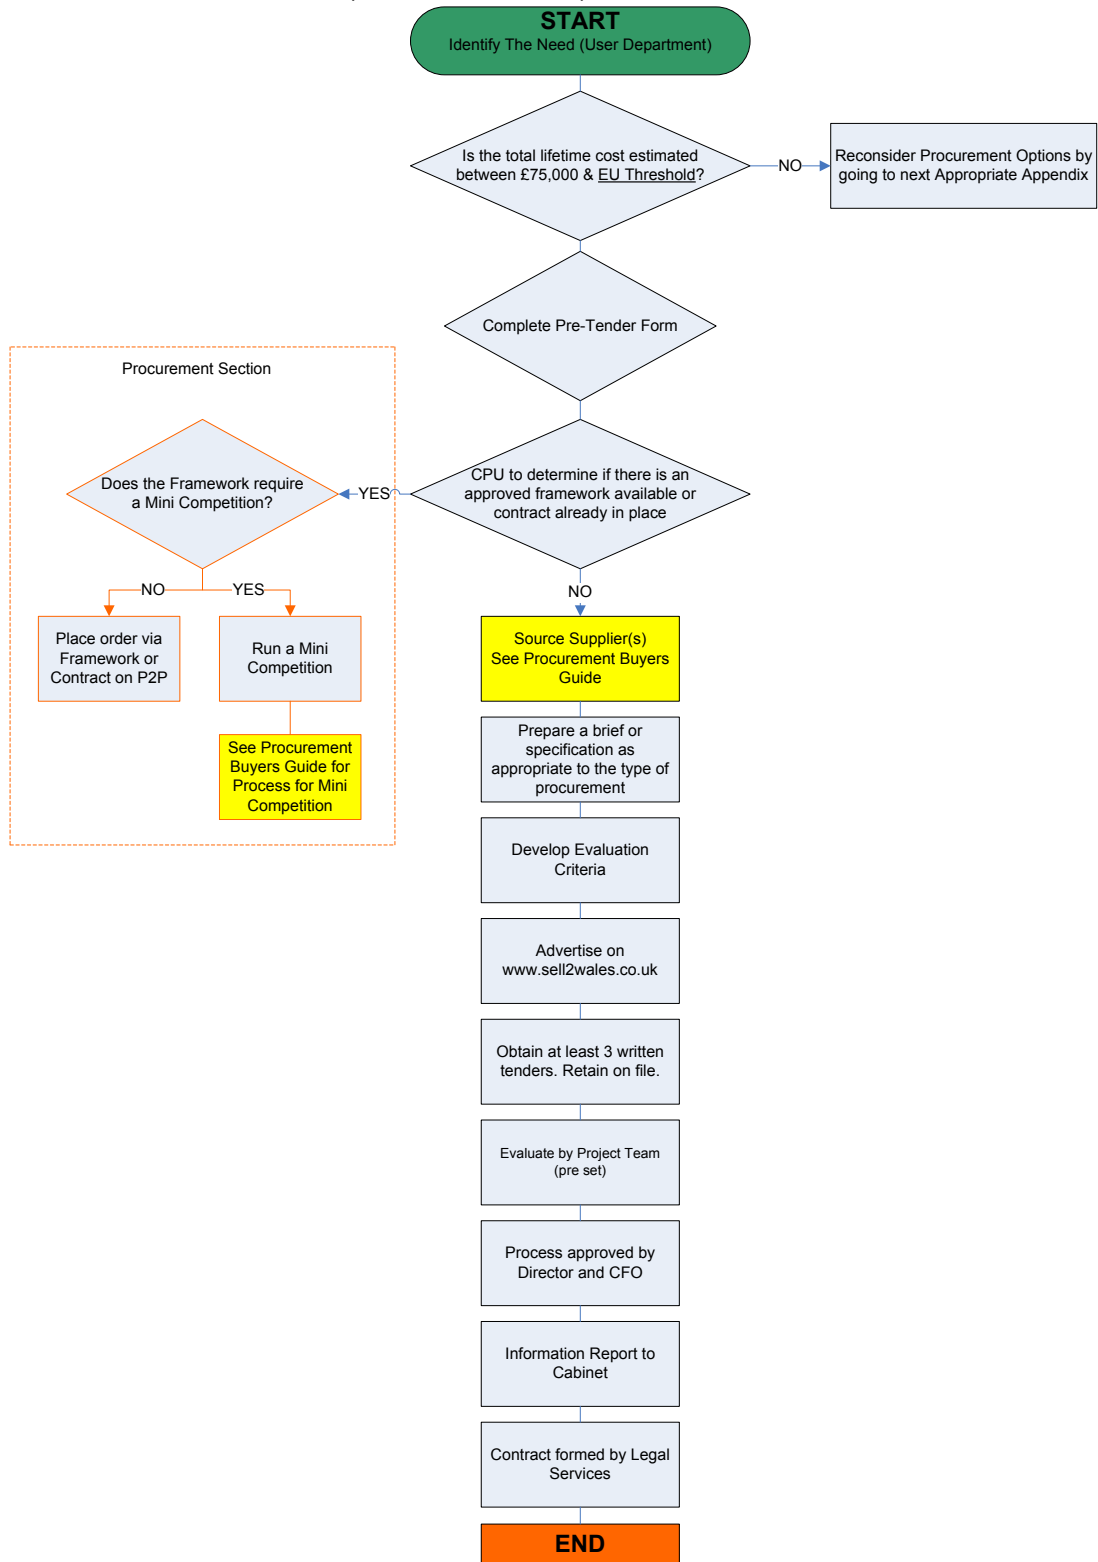 START
Identify The Need (User Department)
Is the total lifetime cost estimated
between £75,000 & EU Threshold?
NO
Reconsider Procurement Options by
going to next Appropriate Appendix
Complete Pre-Tender Form
Procurement Section
Does the Framework require
a Mini Competition?
YES
CPU to determine if there is an
approved framework available or
contract already in place
NO
YES
NO
Place order via
Framework or
Contract on P2P
Run a Mini
Competition
See Procurement
Buyers Guide for
Process for Mini
Competition
Source Supplier(s)
See Procurement Buyers
Guide
Prepare a brief or
specification as
appropriate to the type of
procurement
Develop Evaluation
Criteria
Advertise on
www.sell2wales.co.uk
Obtain at least 3 written
tenders. Retain on file.
Evaluate by Project Team
(pre set)
Process approved by
Director and CFO
Information Report to
Cabinet
Contract formed by Legal
Services
END